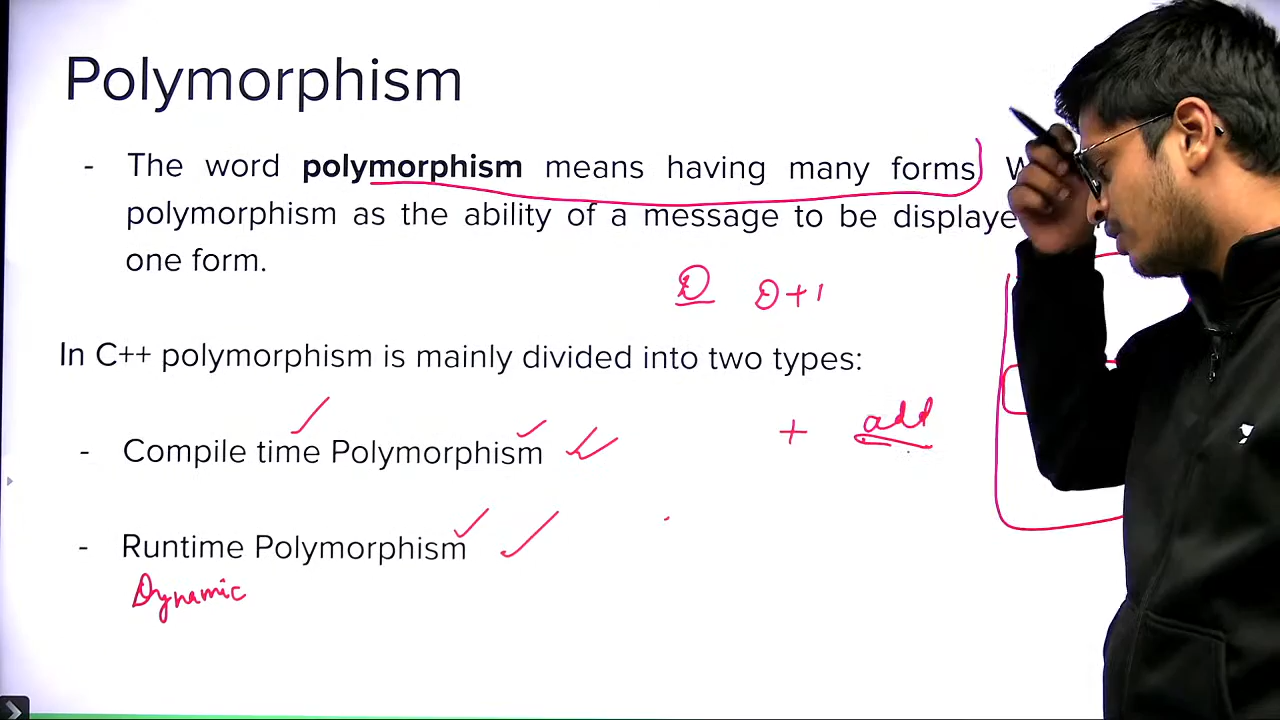 Polymorphism
- The word polymorphism means having many forms
polymorphism as the ability of a message to be displaye
one form.
D+1
In C++ polymorphism is mainly divided into two types:
+ add
- Compile time Polymorphism
- Runtime Polymorphism
Dynamic